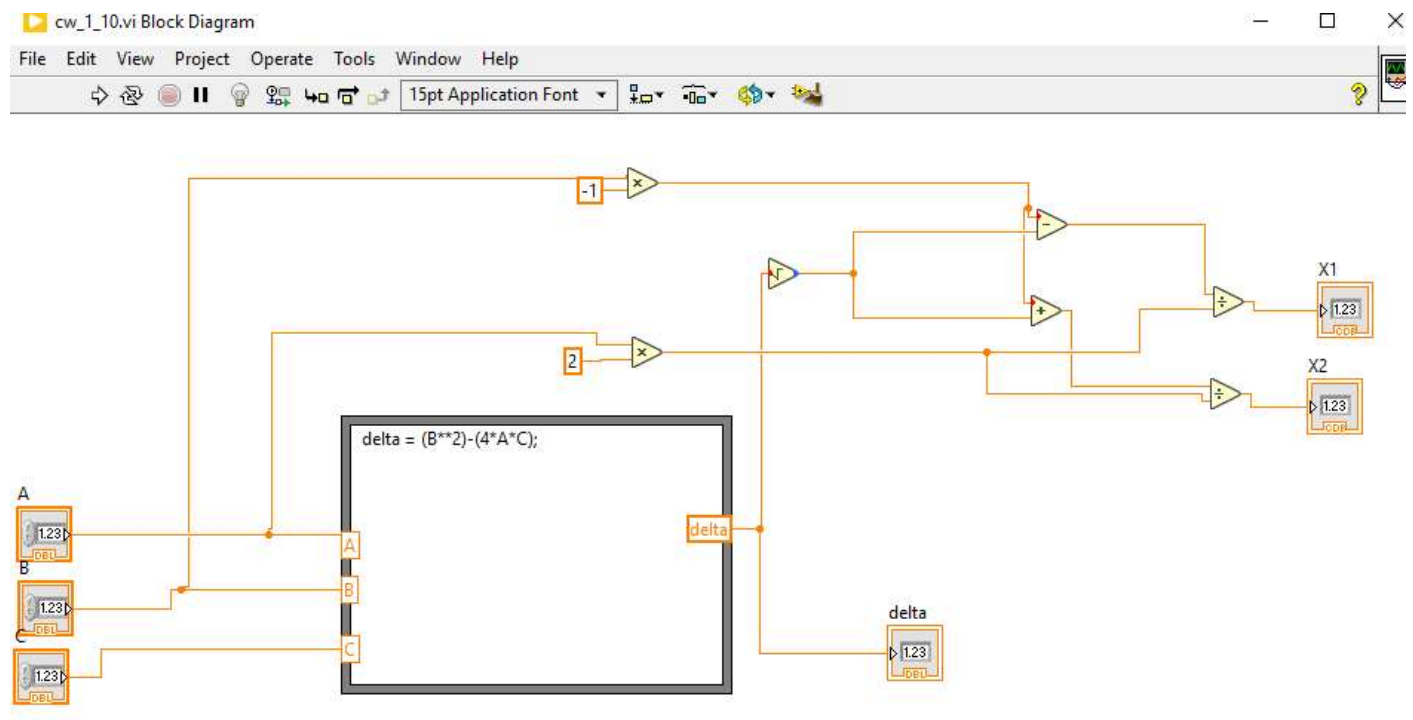 cw_1_10.vi Block Diagram
File Edit View Project Operate Tools Window Help
15pt Application Font
-1
X1
1.23
CDB
2
X2
1.23
CDB
delta = (B**2)-(4*A*C);
A
1.23
DBL
A
delta
B
1.23
DBL
B
delta
1.23
DBL
C
1.23
DBL
C